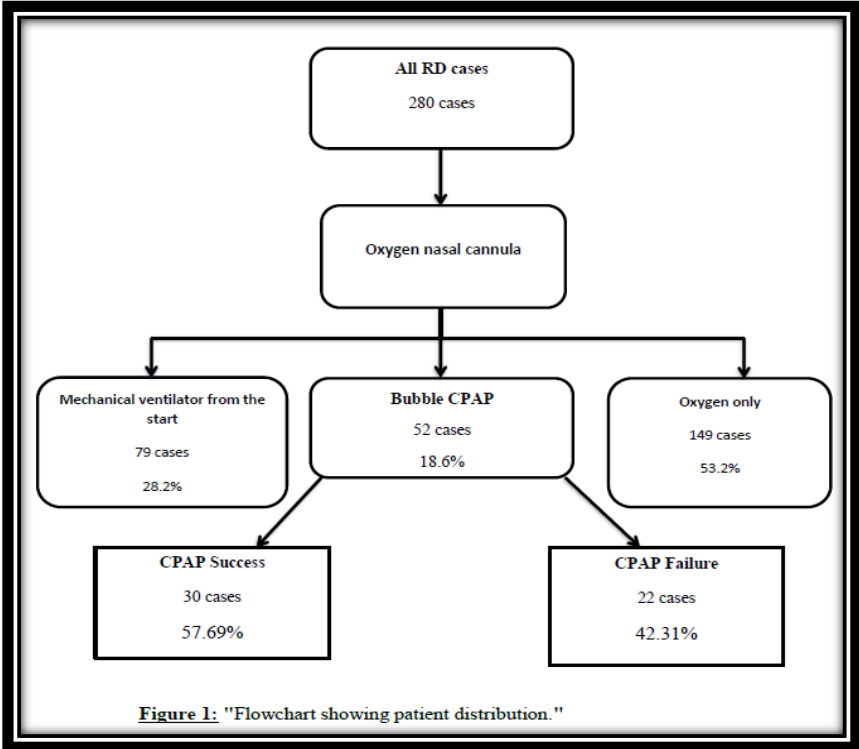 All RD cases
280 cases
Oxygen nasal cannula
Mechanical ventilator from the
start
79 cases
28.2%
Bubble CPAP
52 cases
18.6%
Oxygen only
149 cases
53.2%
CPAP Success
30 cases
57.69%
CPAP Failure
22 cases
42.31%
Figure 1: "Flowchart showing patient distribution."